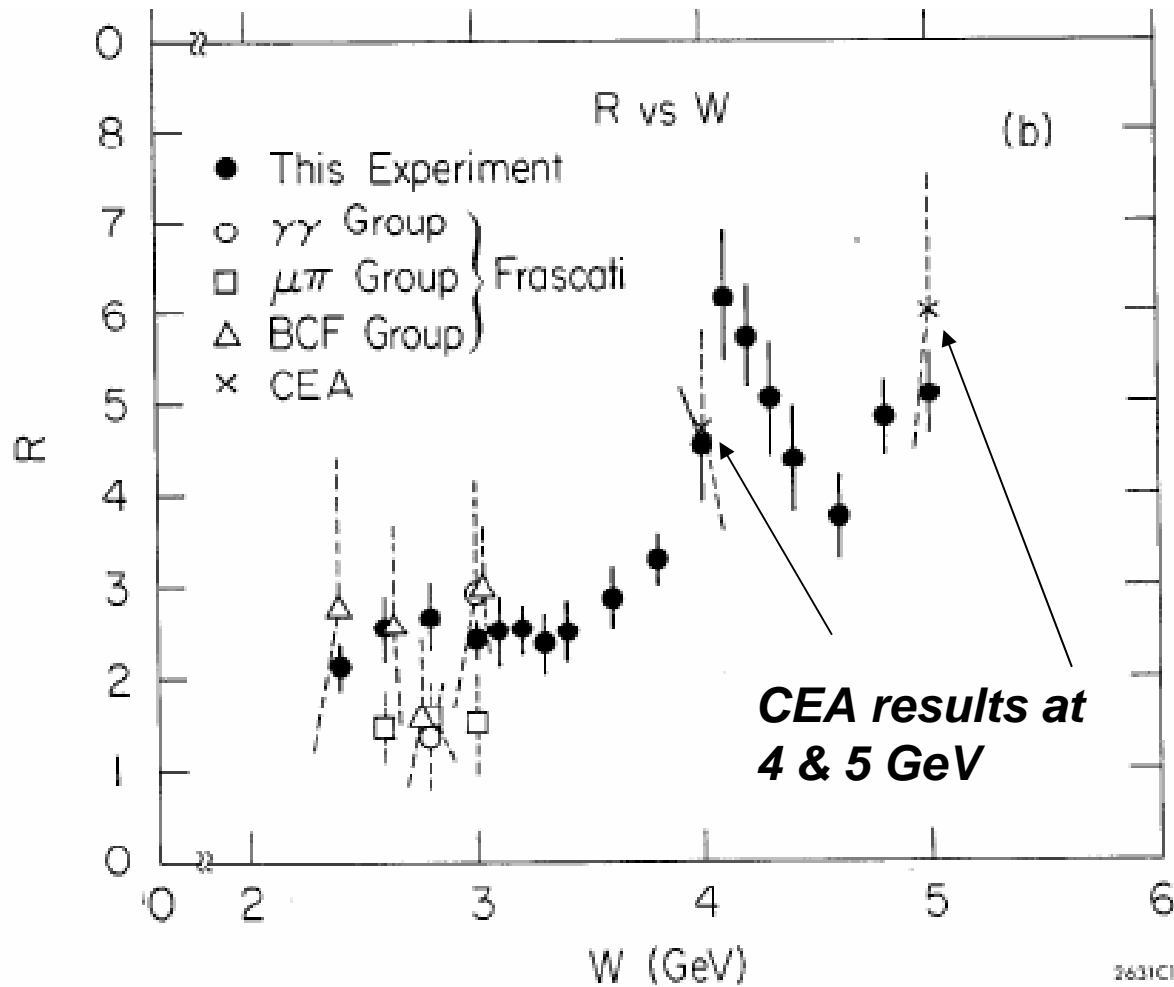 0
R vs W
(b)
8
● This Experiment
7
○ γγ Group
□ μπ Group } Frascati
6
△ BCF Group
× CEA
5
R
4
3
2
CEA results at
4 & 5 GeV
1
0
0 2 3 4 5 6
W (GeV)
2631C1